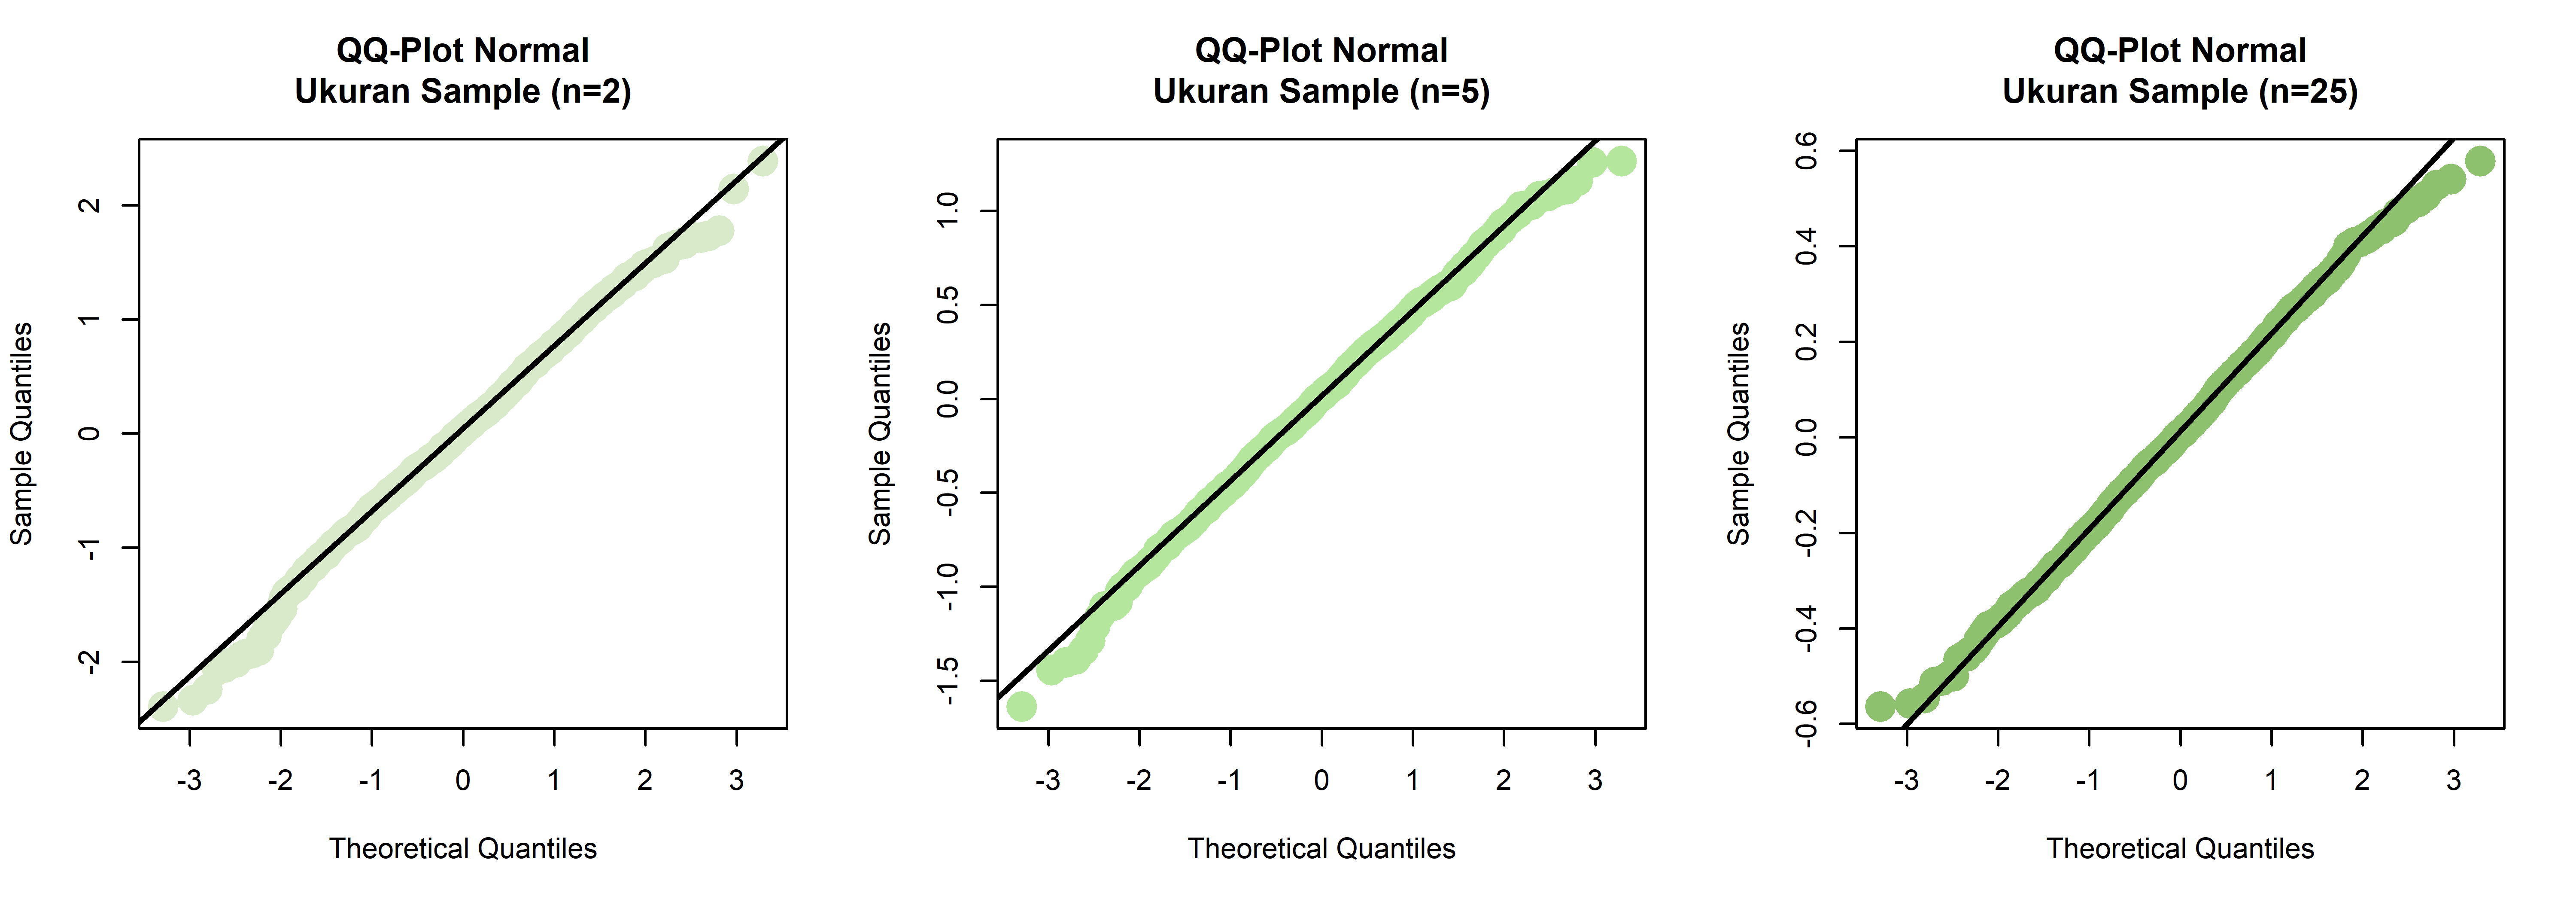 QQ-Plot Normal
Ukuran Sample (n=2)
Sample Quantiles
2
1
0
-1
-2
-3 -2 -1 0 1 2 3
Theoretical Quantiles
QQ-Plot Normal
Ukuran Sample (n=5)
Sample Quantiles
1.0
0.5
0.0
-0.5
-1.0
-1.5
-3 -2 -1 0 1 2 3
Theoretical Quantiles
QQ-Plot Normal
Ukuran Sample (n=25)
Sample Quantiles
0.6
0.4
0.2
0.0
-0.2
-0.4
-0.6
-3 -2 -1 0 1 2 3
Theoretical Quantiles